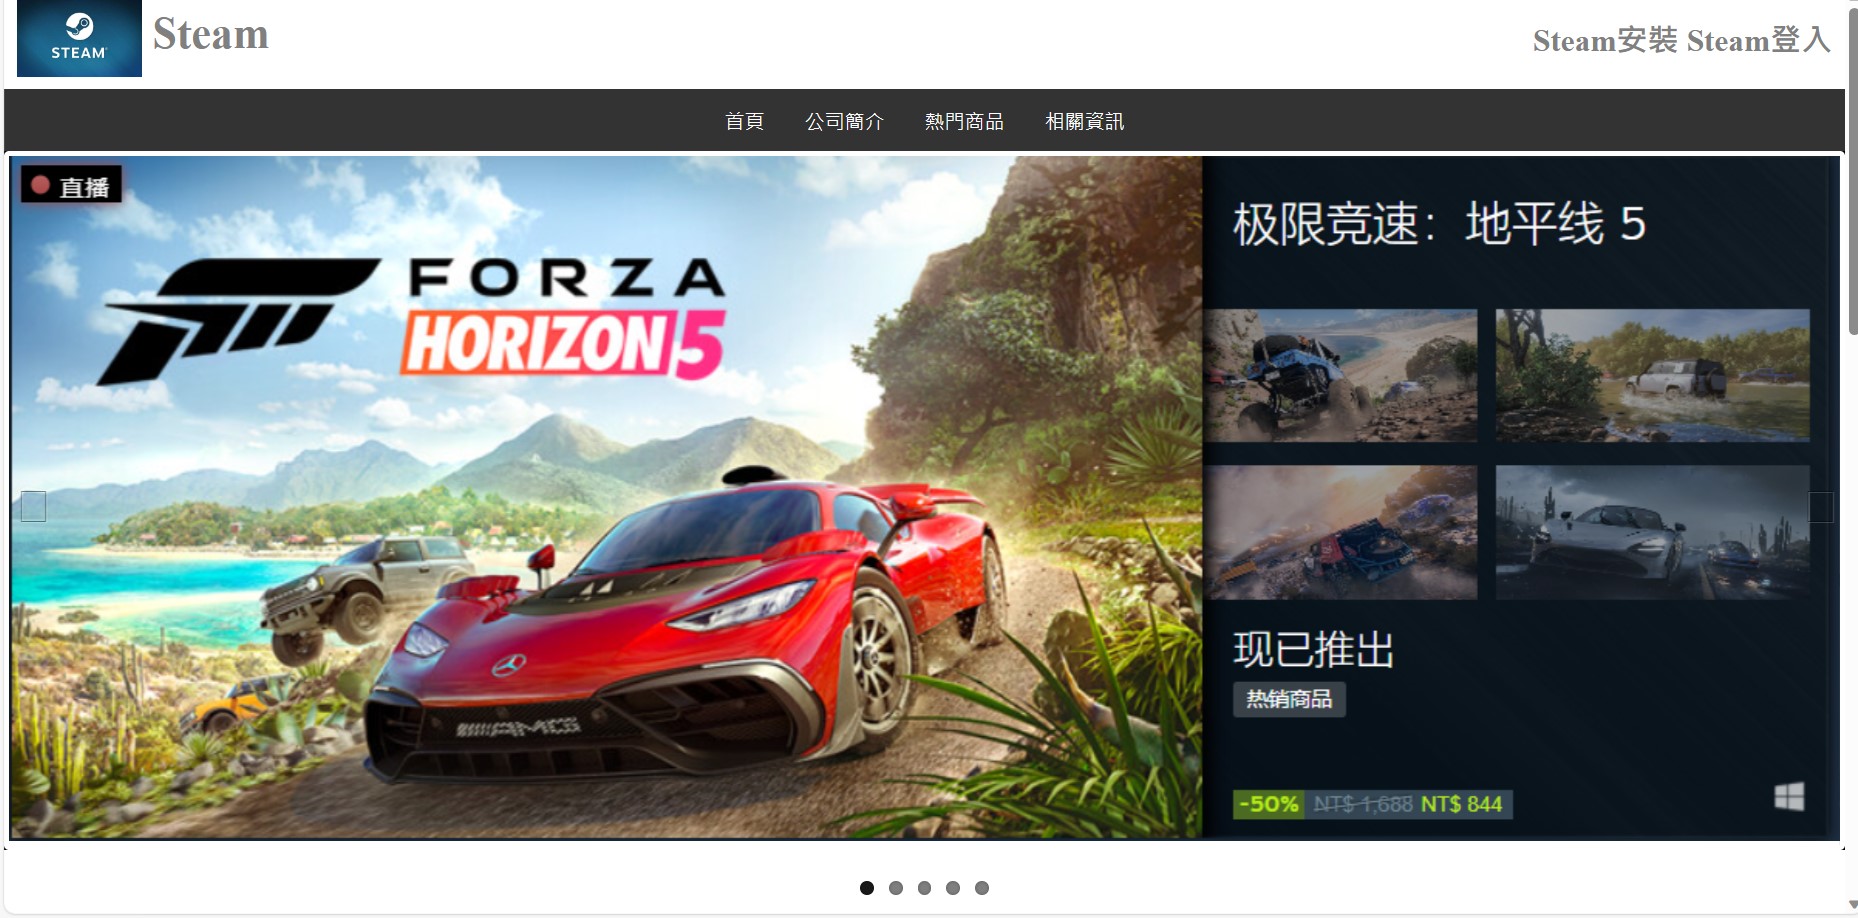 STEAM
Steam
Steam安裝 Steam登入
首頁 公司簡介 熱門商品 相關資訊
直播
FORZA
HORIZON 5
AMG
极限竞速：地平线 5
现已推出
热销商品
-50% NT$ 1,688 NT$ 844